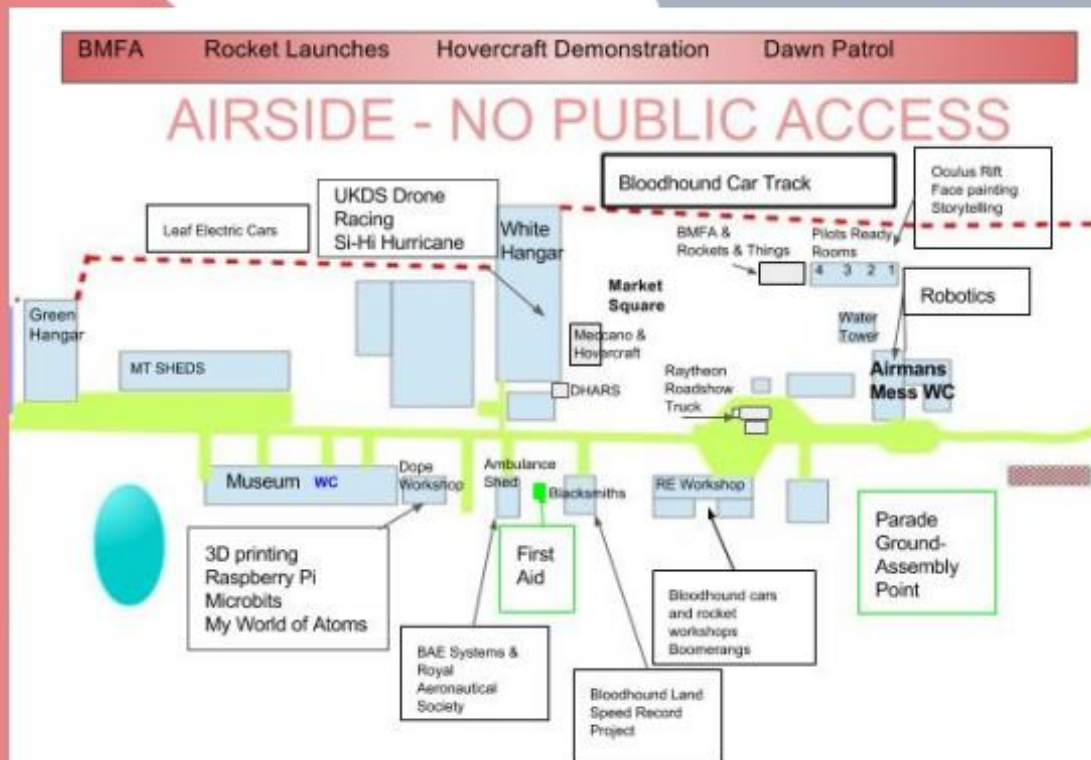 BMFA Rocket Launches Hovercraft Demonstration Dawn Patrol
AIRSIDE - NO PUBLIC ACCESS
Leaf Electric Cars
UKDS Drone
Racing
Si-Hi Hurricane
White
Hangar
Bloodhound Car Track
Oculus Rift
Face painting
Storytelling
BMFA &
Rockets & Things
Pilots Ready
Rooms
4 3 2 1
Market
Square
Robotics
Green
Hangar
MT SHEDS
Meccano &
Hovercraft
DHARS
Water
Tower
Raytheon
Roadshow
Truck
Airmans
Mess WC
Museum WC
Dope
Workshop
Ambulance
Shed
Blacksmiths
RE Workshop
3D printing
Raspberry Pi
Microbits
My World of Atoms
First
Aid
Parade
Ground-
Assembly
Point
BAE Systems &
Royal
Aeronautical
Society
Bloodhound Land
Speed Record
Project
Bloodhound cars
and rocket
workshops
Boomerangs